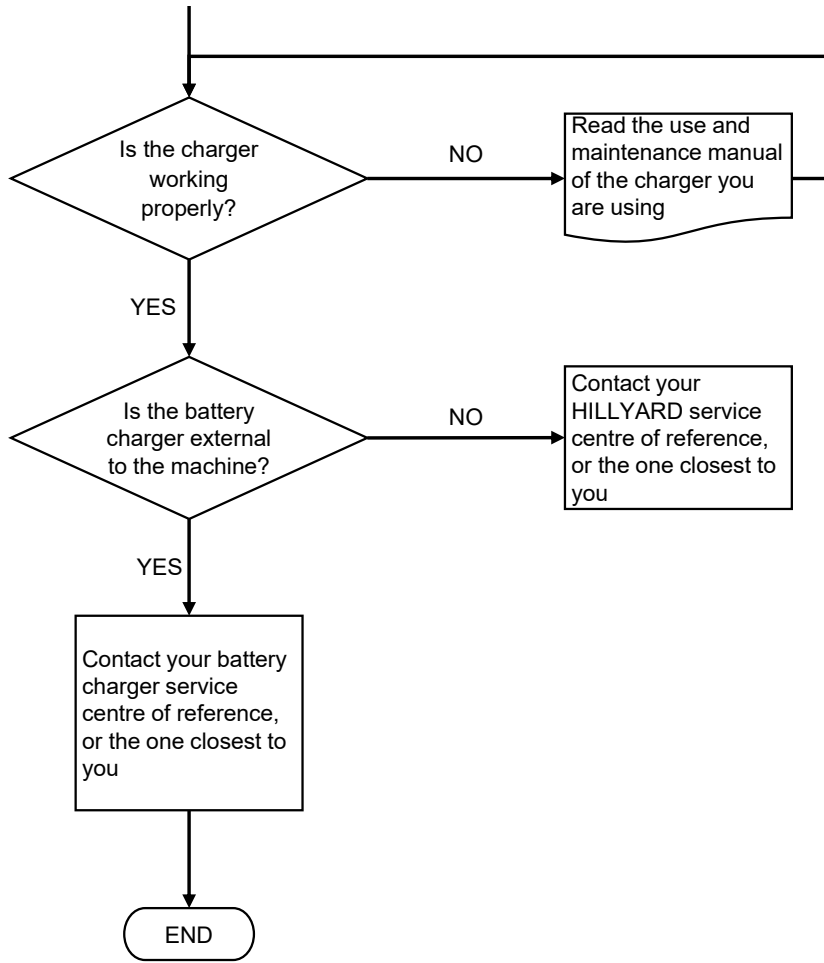 Is the charger
working
properly?
NO
Read the use and
maintenance manual
of the charger you
are using
YES
Is the battery
charger external
to the machine?
NO
Contact your
HILLYARD service
centre of reference,
or the one closest to
you
YES
Contact your battery
charger service
centre of reference,
or the one closest to
you
END